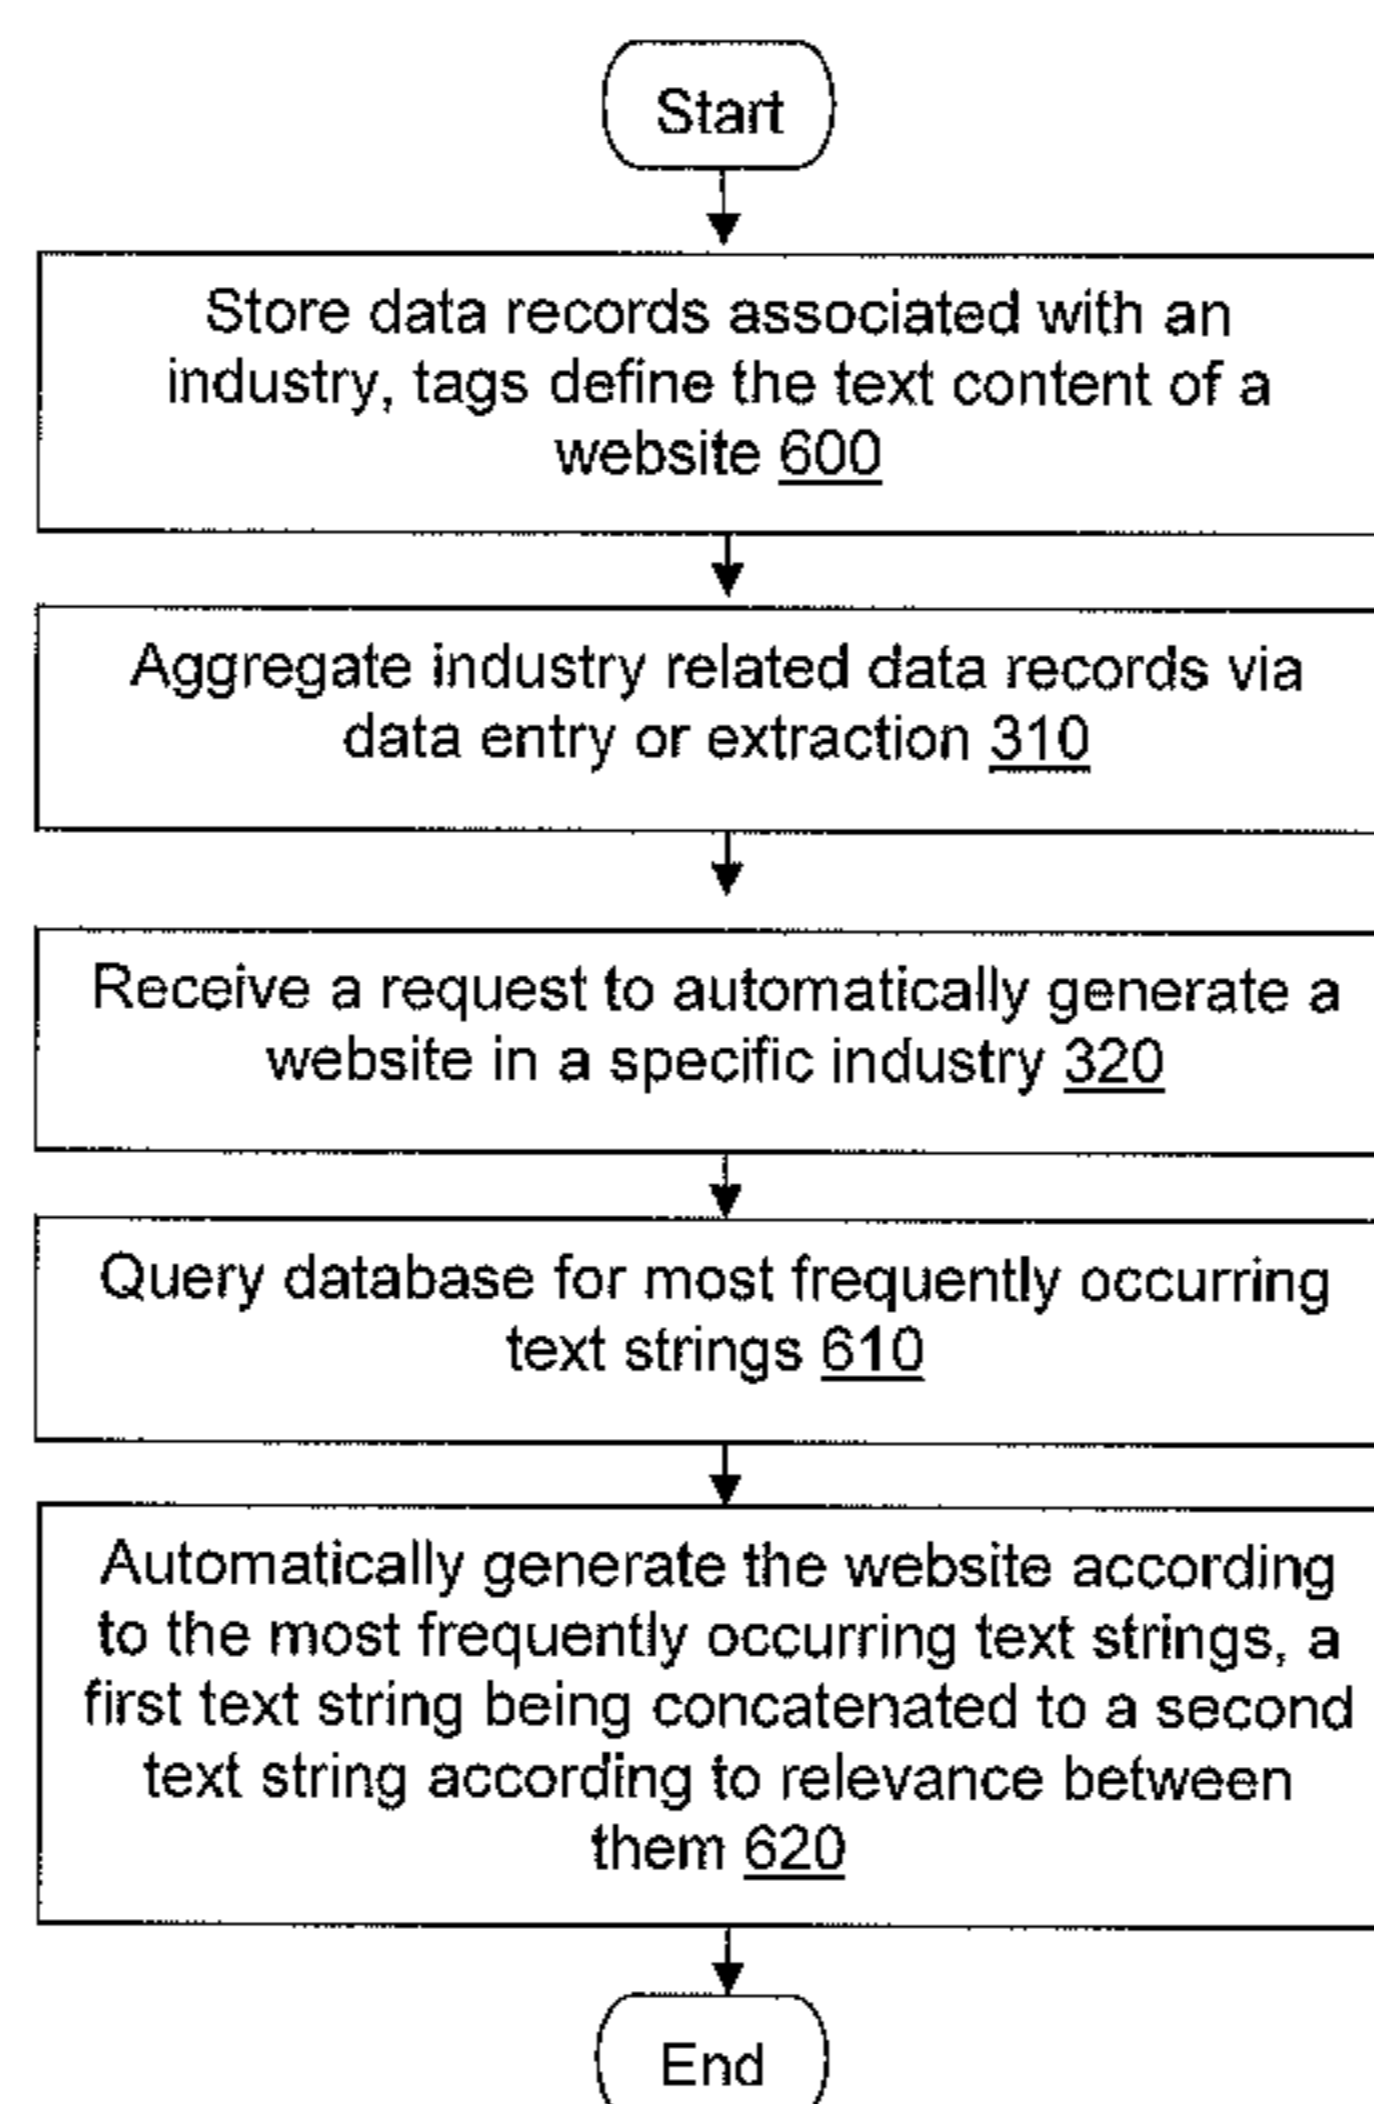 Start
Store data records associated with an
industry, tags define the text content of a
website 600
Aggregate industry related data records via
data entry or extraction 310
Receive a request to automatically generate a
website in a specific industry 320
Query database for most frequently occurring
text strings 610
Automatically generate the website according
to the most frequently occurring text strings, a
first text string being concatenated to a second
text string according to relevance between
them 620
End